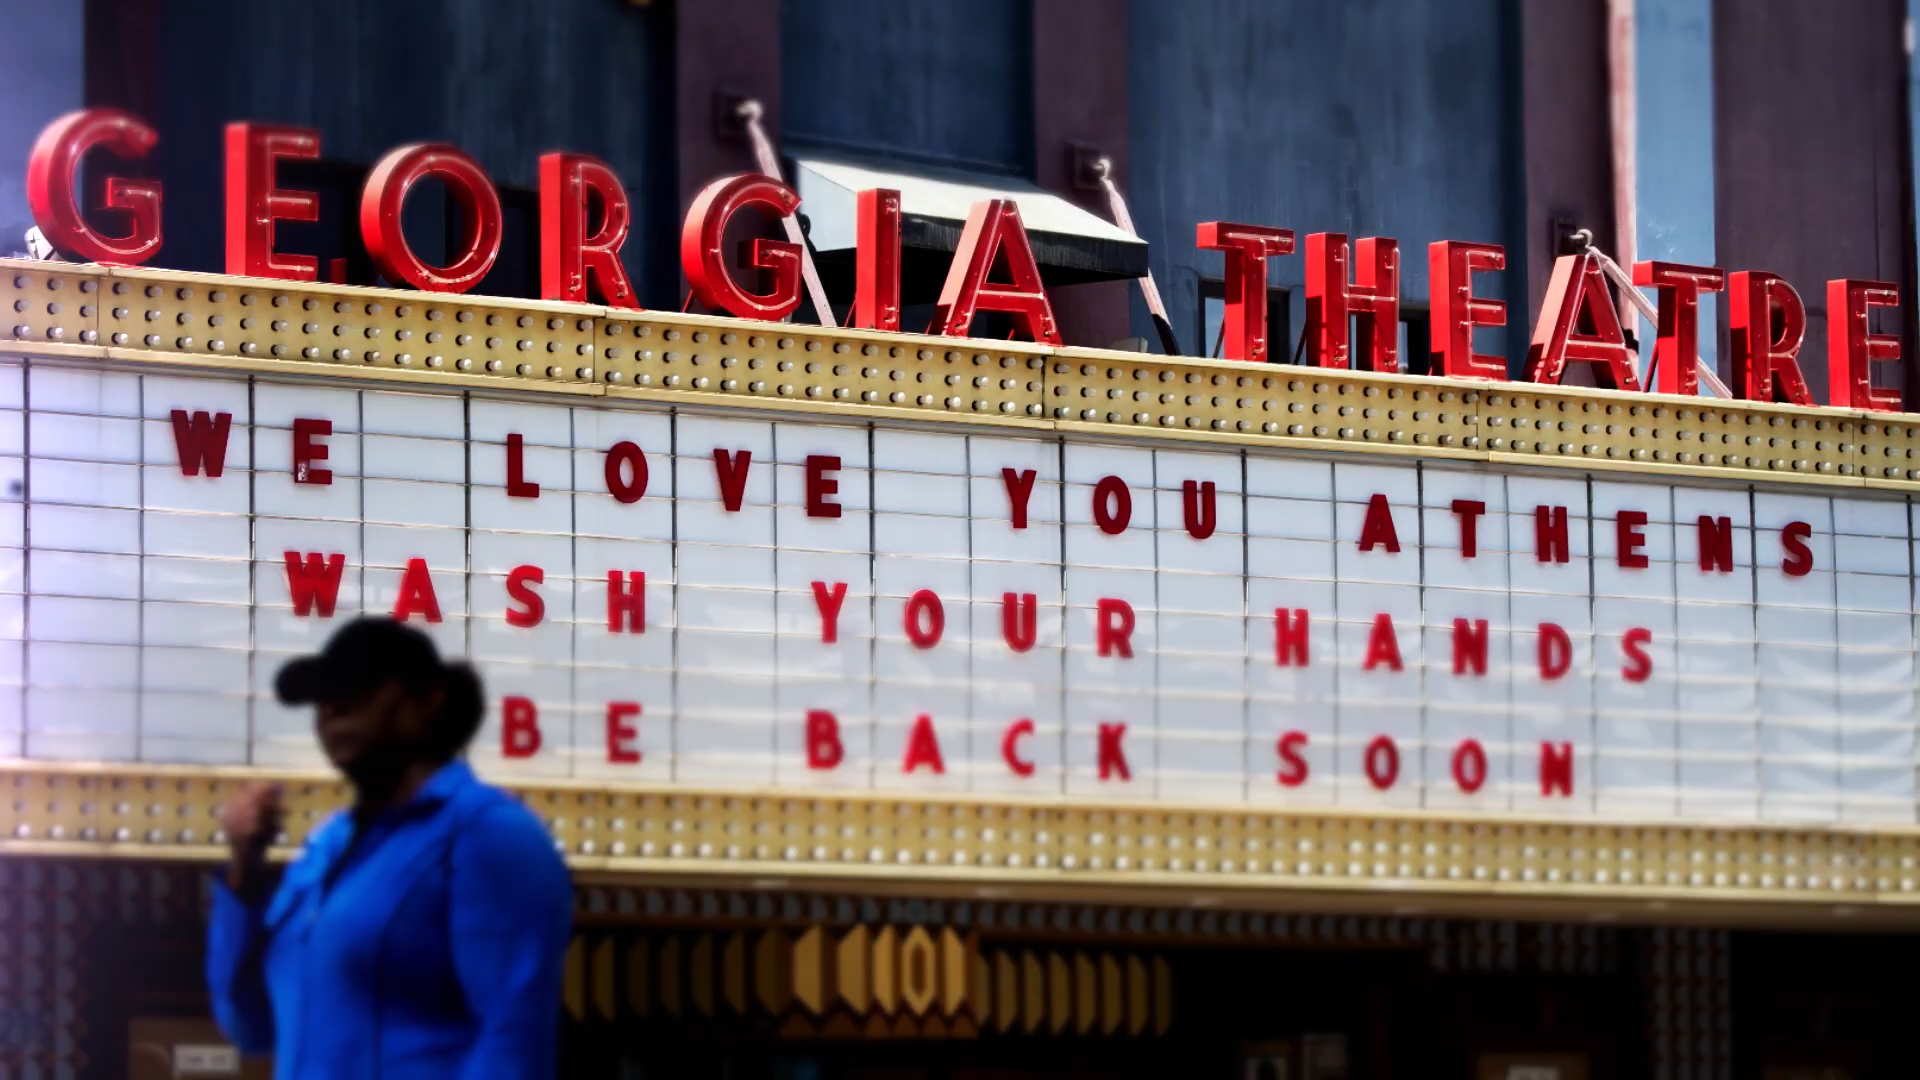 GEORGIA THEATRE
WE LOVE YOU ATHENS
WASH YOUR HANDS
BE BACK SOON